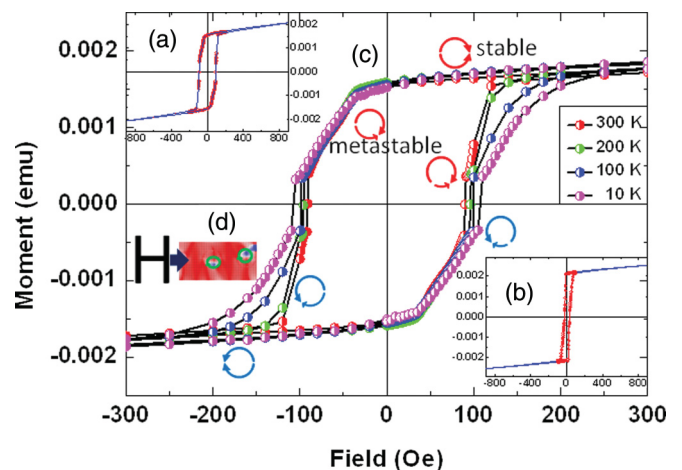 (a)
0.002
0.001
0.000
-0.001
-0.002
-800 -400 0 400 800
(c)
stable
metastable
300 K
200 K
100 K
10 K
(d)
H
(b)
0.002
0.001
0.000
-0.001
-0.002
-800 -400 0 400 800
0.002
0.001
0.000
-0.001
-0.002
Moment (emu)
-300 -200 -100 0 100 200 300
Field (Oe)